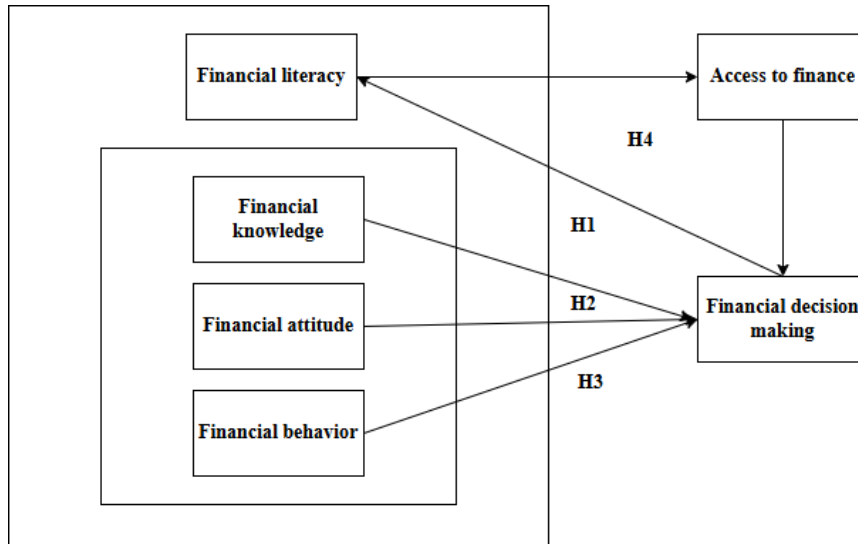 Financial literacy
Access to finance
H4
Financial
knowledge
H1
Financial attitude
H2
Financial decision
making
H3
Financial behavior